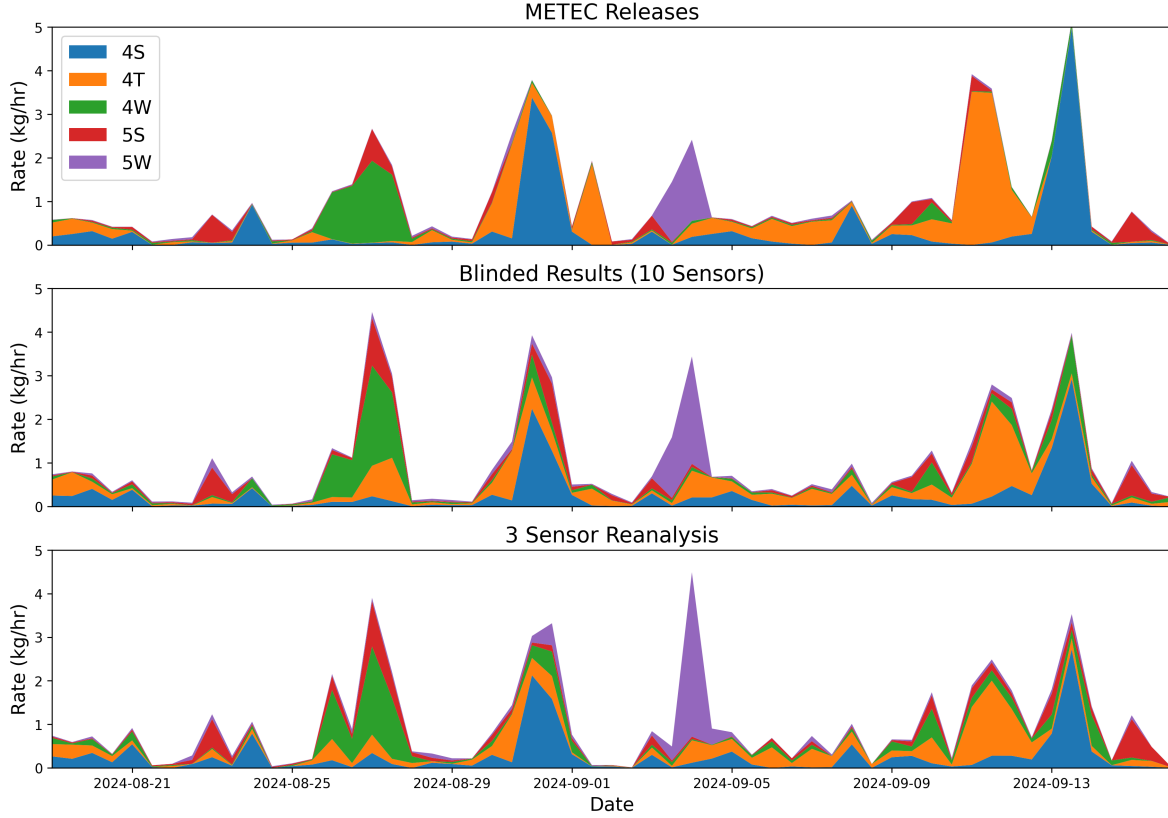 METEC Releases
5
4
3
2
1
0
Rate (kg/hr)
4S
4T
4W
5S
5W
Blinded Results (10 Sensors)
5
4
3
2
1
0
Rate (kg/hr)
3 Sensor Reanalysis
5
4
3
2
1
0
Rate (kg/hr)
2024-08-21
2024-08-25
2024-08-29
2024-09-01
2024-09-05
2024-09-09
2024-09-13
Date